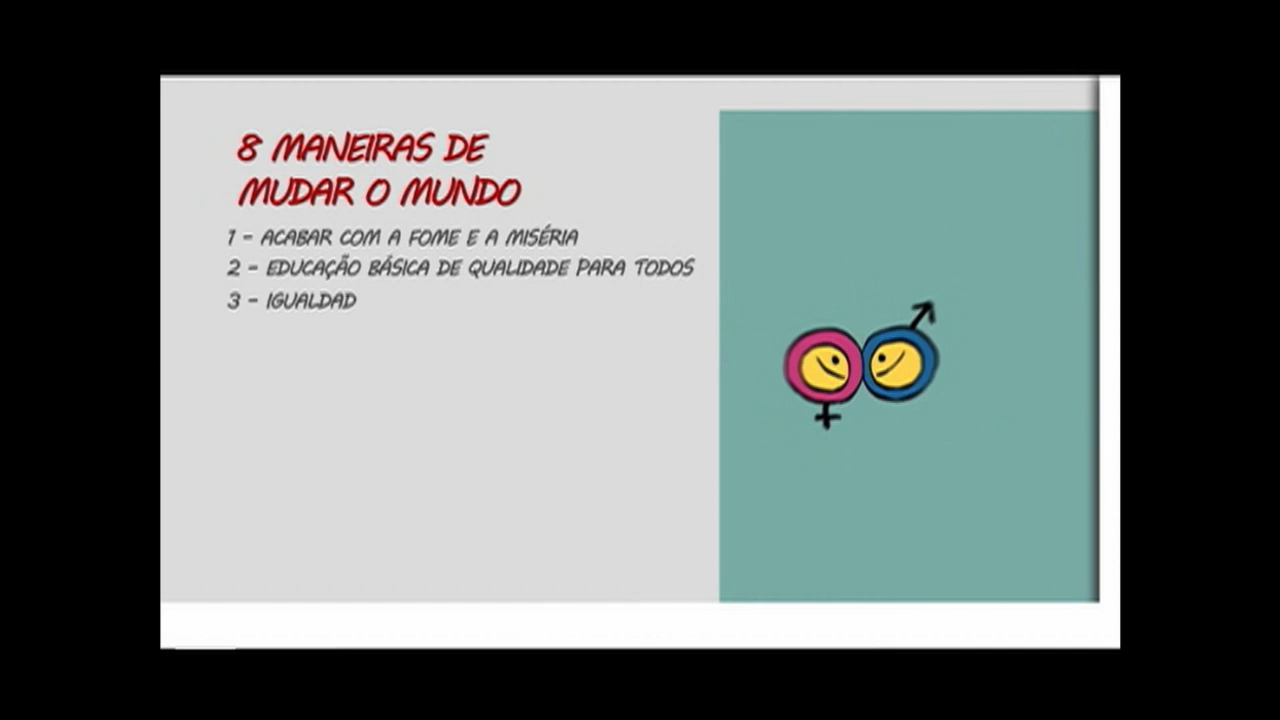 8 MANEIRAS DE
MUDAR O MUNDO
1 - ACABAR COM A FOME E A MISÉRIA
2 - EDUCAÇÃO BÁSICA DE QUALIDADE PARA TODOS
3 - IGUALDAD